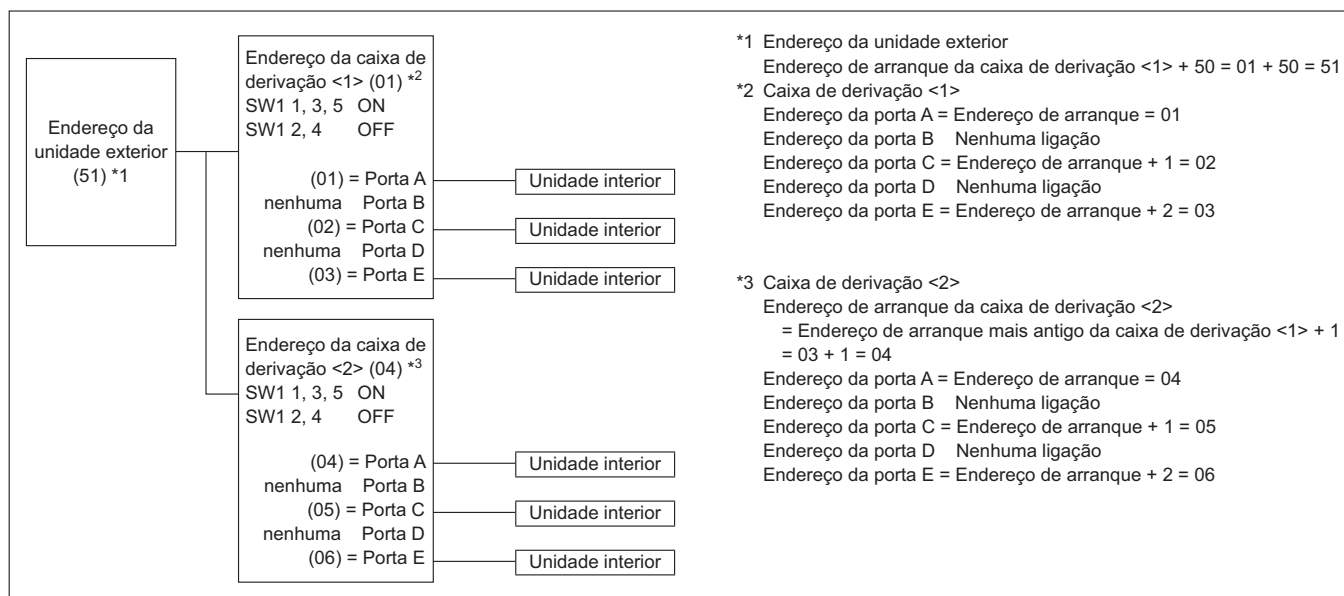 Endereço da
unidade exterior
(51) *1
Endereço da caixa de
derivação <1> (01) *2
SW1 1, 3, 5 ON
SW1 2, 4 OFF
(01) = Porta A
nenhuma Porta B
(02) = Porta C
nenhuma Porta D
(03) = Porta E
Unidade interior
Unidade interior
Unidade interior
Endereço da caixa de
derivação <2> (04) *3
SW1 1, 3, 5 ON
SW1 2, 4 OFF
(04) = Porta A
nenhuma Porta B
(05) = Porta C
nenhuma Porta D
(06) = Porta E
Unidade interior
Unidade interior
Unidade interior
*1 Endereço da unidade exterior
Endereço de arranque da caixa de derivação <1> + 50 = 01 + 50 = 51
*2 Caixa de derivação <1>
Endereço da porta A = Endereço de arranque = 01
Endereço da porta B Nenhuma ligação
Endereço da porta C = Endereço de arranque + 1 = 02
Endereço da porta D Nenhuma ligação
Endereço da porta E = Endereço de arranque + 2 = 03
*3 Caixa de derivação <2>
Endereço de arranque da caixa de derivação <2>
= Endereço de arranque mais antigo da caixa de derivação <1> + 1
= 03 + 1 = 04
Endereço da porta A = Endereço de arranque = 04
Endereço da porta B Nenhuma ligação
Endereço da porta C = Endereço de arranque + 1 = 05
Endereço da porta D Nenhuma ligação
Endereço da porta E = Endereço de arranque + 2 = 06